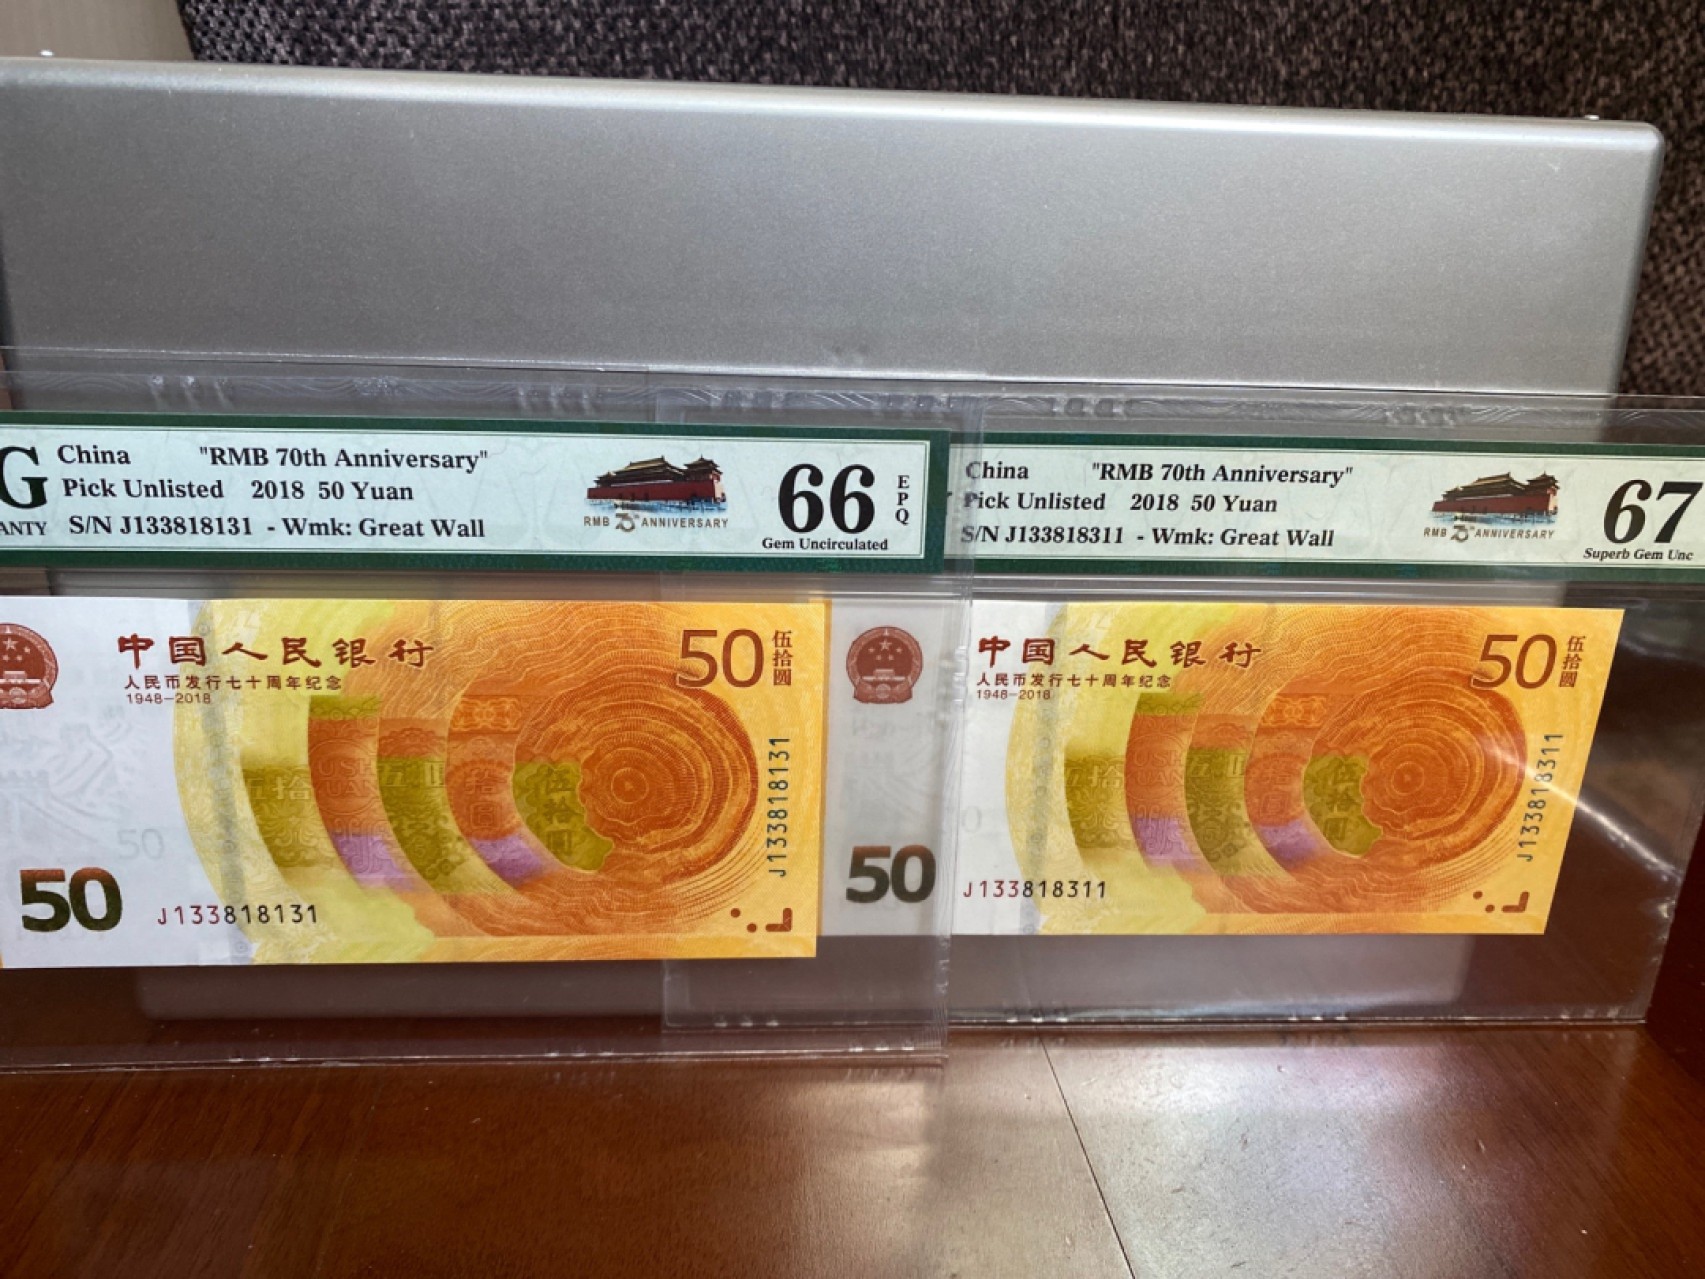 G
ANTY
China "RMB 70th Anniversary"
Pick Unlisted 2018 50 Yuan
S/N J133818131 - Wmk: Great Wall
RMB 70th ANNIVERSARY
66
EPQ
Gem Uncirculated
China "RMB 70th Anniversary"
Pick Unlisted 2018 50 Yuan
S/N J133818311 - Wmk: Great Wall
RMB 70th ANNIVERSARY
67
Superb Gem Unc
中国人民银行
人民币发行七十周年纪念
1948-2018
50
伍拾圆
J133818131
50
50
J133818131
中国人民银行
人民币发行七十周年纪念
1948-2018
50
伍拾圆
J133818311
50
J133818311